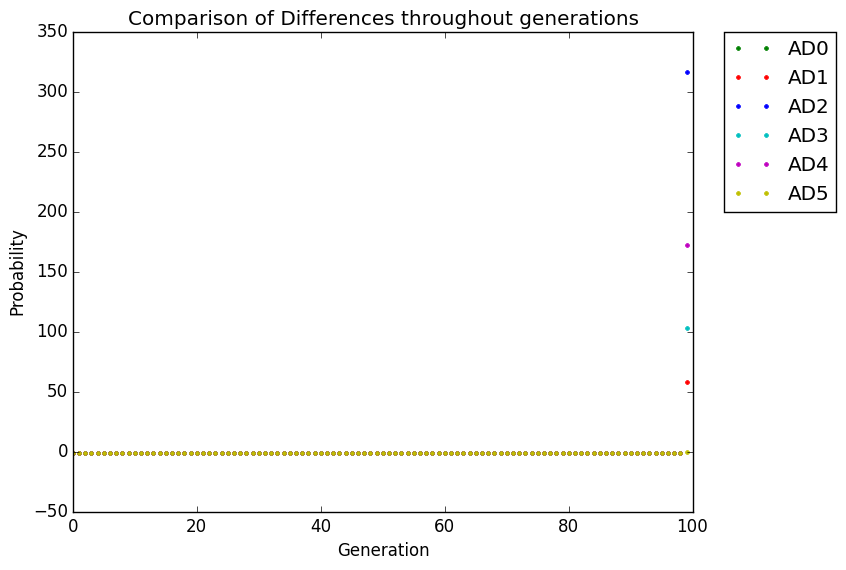 Comparison of Differences throughout generations
350
300
250
200
150
100
50
0
−50
0 20 40 60 80 100
Probability
Generation
AD0
AD1
AD2
AD3
AD4
AD5